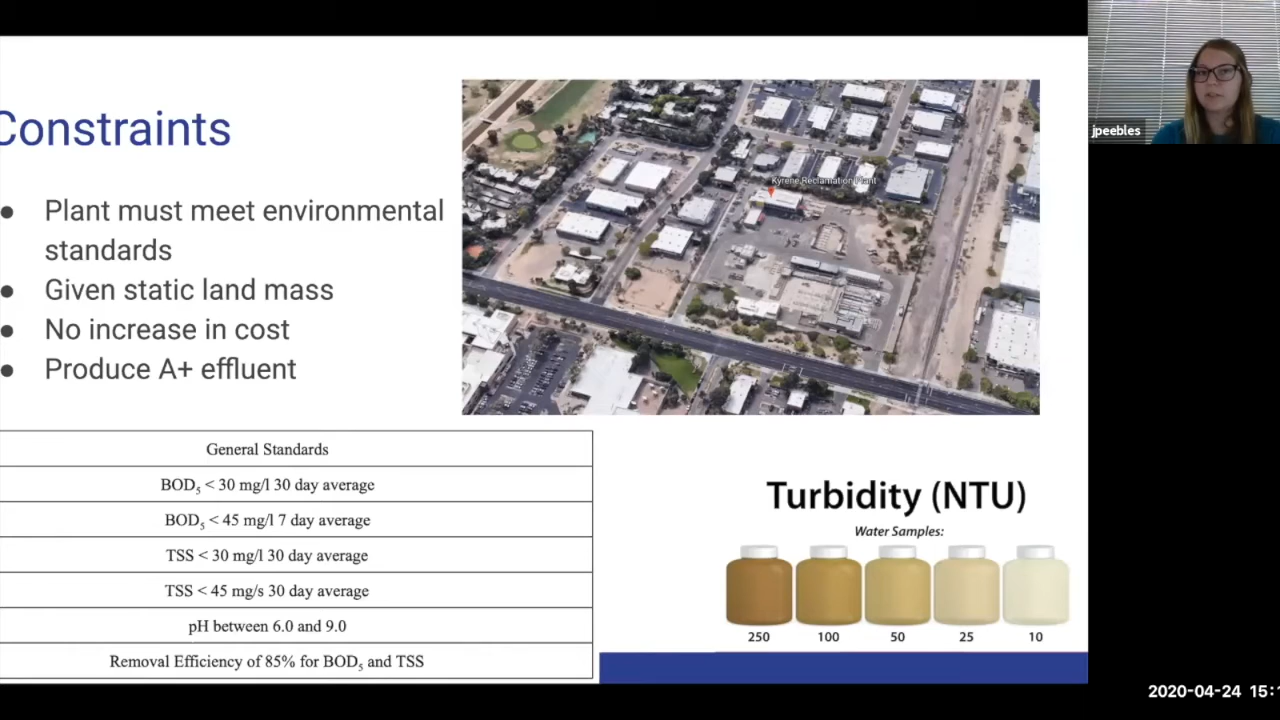 Constraints
● Plant must meet environmental
standards
● Given static land mass
● No increase in cost
● Produce A+ effluent
Kyrene Reclamation Plant
jpeebles
General Standards
BOD₅ < 30 mg/l 30 day average
BOD₅ < 45 mg/l 7 day average
TSS < 30 mg/l 30 day average
TSS < 45 mg/s 30 day average
pH between 6.0 and 9.0
Removal Efficiency of 85% for BOD₅ and TSS
Turbidity (NTU)
Water Samples:
250 100 50 25 10
2020-04-24 15: